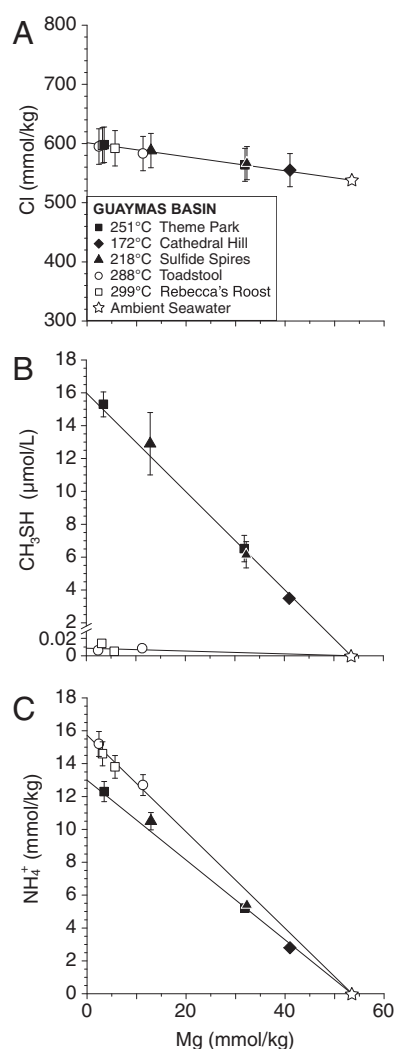 A
800
700
600
500
400
300
Cl (mmol/kg)
GUAYMAS BASIN
■ 251°C Theme Park
◆ 172°C Cathedral Hill
▲ 218°C Sulfide Spires
○ 288°C Toadstool
□ 299°C Rebecca's Roost
☆ Ambient Seawater
B
18
16
14
12
10
8
6
4
2
0.02
0
CH₃SH (μmol/L)
C
18
16
14
12
10
8
6
4
2
0
NH₄⁺ (mmol/kg)
0 20 40 60
Mg (mmol/kg)